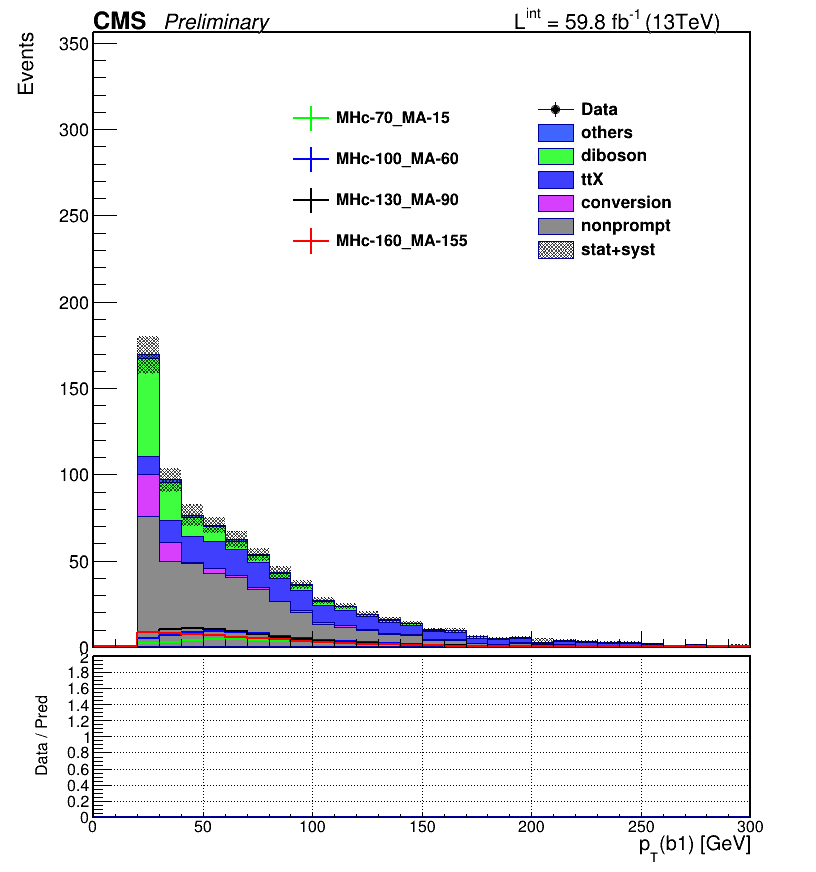 CMS Preliminary L^int = 59.8 fb^-1 (13TeV)
Events
350
300
250
200
150
100
50
0
MHc-70_MA-15
MHc-100_MA-60
MHc-130_MA-90
MHc-160_MA-155
Data
others
diboson
ttX
conversion
nonprompt
stat+syst
Data / Pred
2
1.8
1.6
1.4
1.2
1
0.8
0.6
0.4
0.2
0
0 50 100 150 200 250 300
p_T(b1) [GeV]